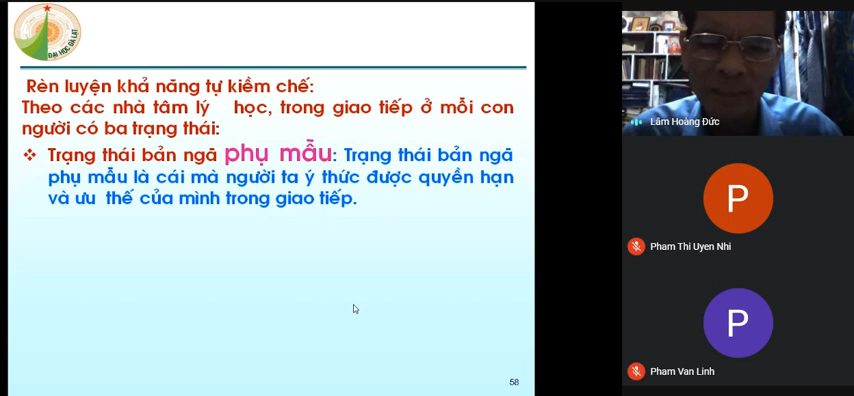 ĐẠI HỌC ĐÀ LẠT
Rèn luyện khả năng tự kiềm chế:
Theo các nhà tâm lý học, trong giao tiếp ở mỗi con
người có ba trạng thái:
Trạng thái bản ngã phụ mẫu: Trạng thái bản ngã
phụ mẫu là cái mà người ta ý thức được quyền hạn
và ưu thế của mình trong giao tiếp.
58
Lâm Hoàng Đức
P
Pham Thi Uyen Nhi
P
Pham Van Linh